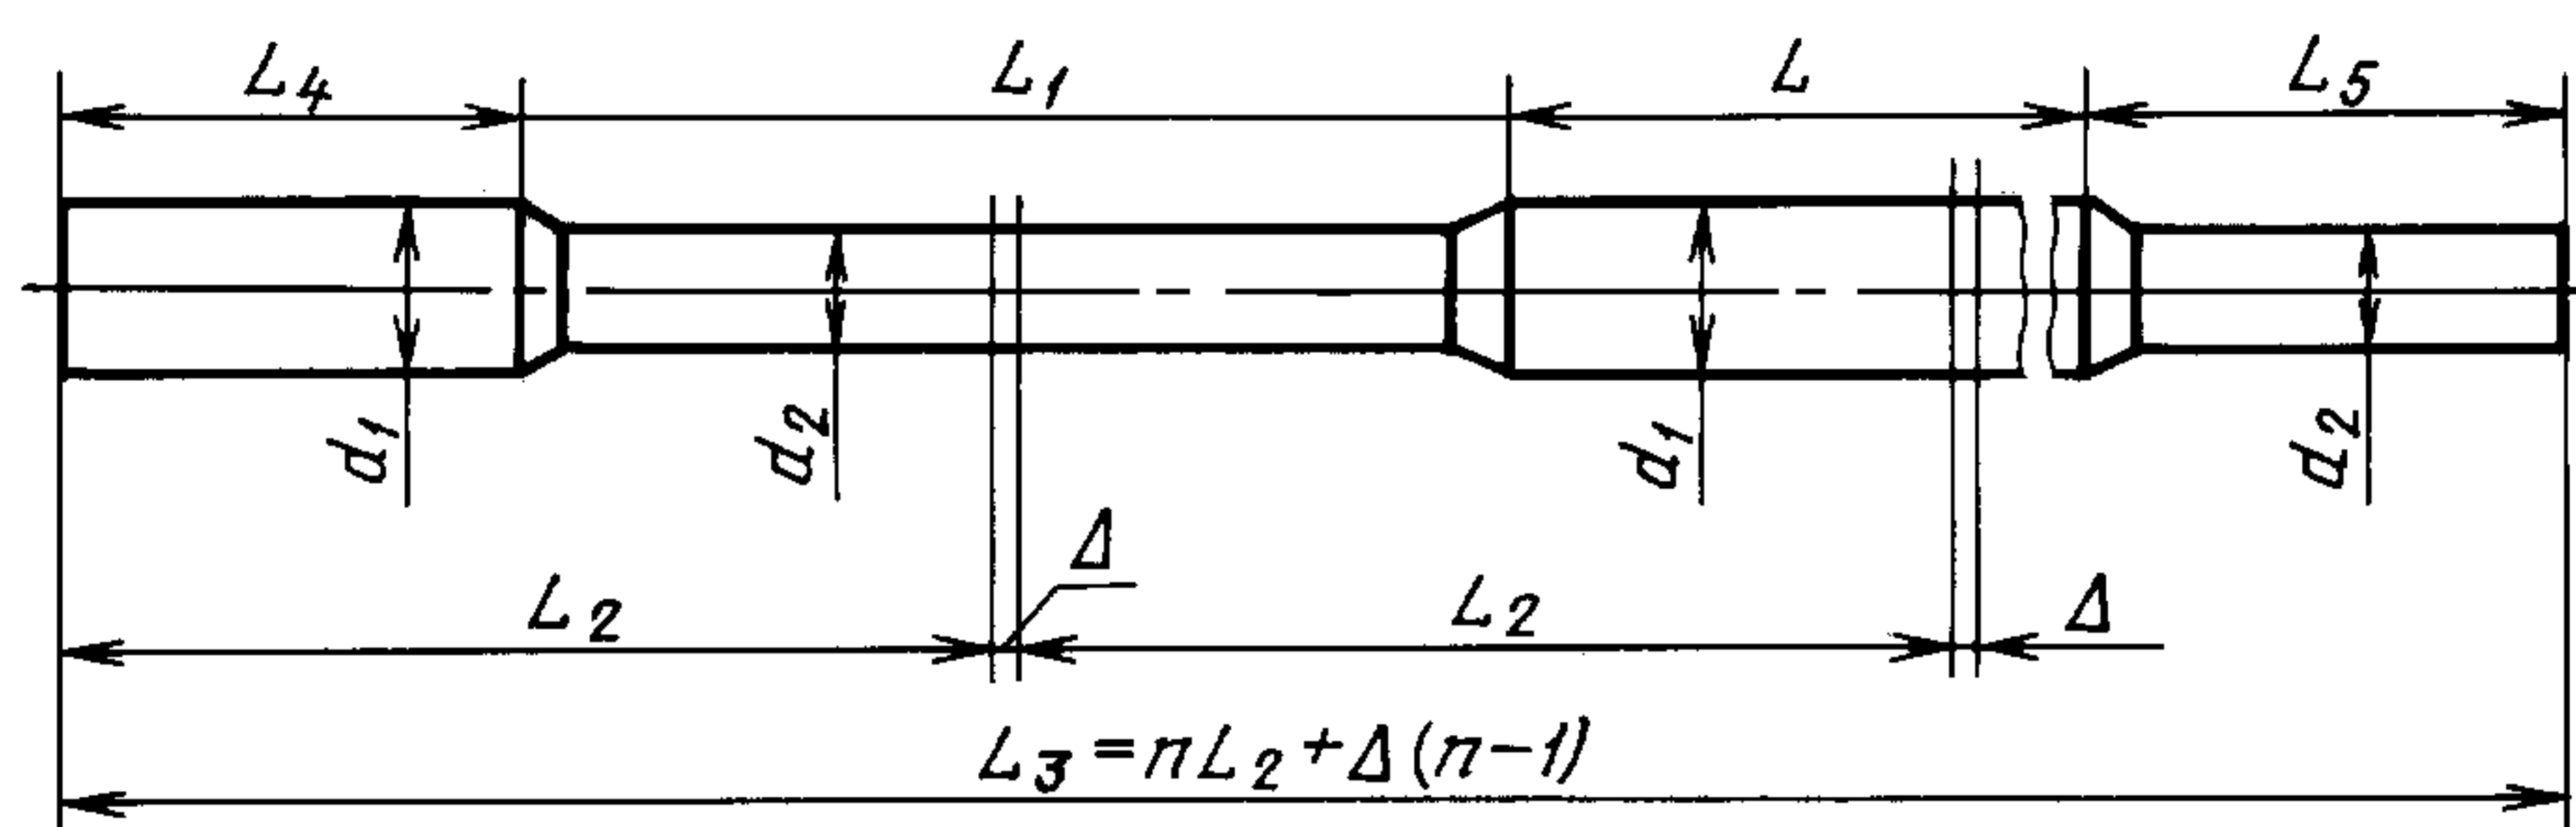 L₄ L₁ L L₅
d₁ d₂ d₁ d₂
Δ
L₂ L₂ Δ
L₃ = nL₂ + Δ(n−1)